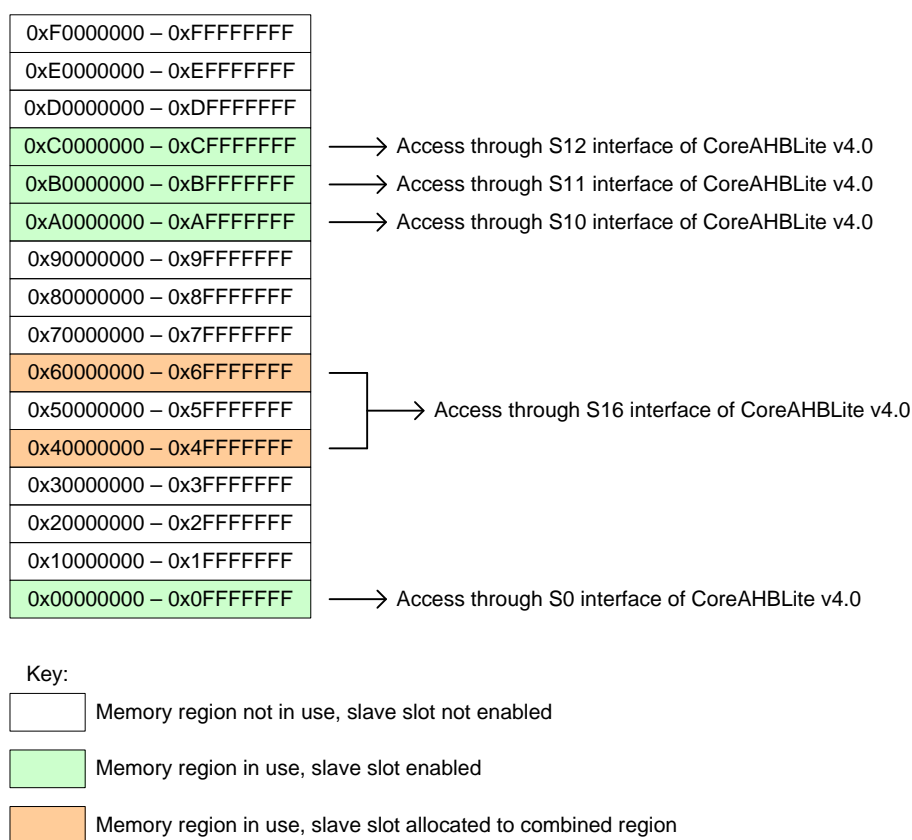 0xF0000000 – 0xFFFFFFFF
0xE0000000 – 0xEFFFFFFF
0xD0000000 – 0xDFFFFFFF
0xC0000000 – 0xCFFFFFFF Access through S12 interface of CoreAHBLite v4.0
0xB0000000 – 0xBFFFFFFF Access through S11 interface of CoreAHBLite v4.0
0xA0000000 – 0xAFFFFFFF Access through S10 interface of CoreAHBLite v4.0
0x90000000 – 0x9FFFFFFF
0x80000000 – 0x8FFFFFFF
0x70000000 – 0x7FFFFFFF
0x60000000 – 0x6FFFFFFF
0x50000000 – 0x5FFFFFFF Access through S16 interface of CoreAHBLite v4.0
0x40000000 – 0x4FFFFFFF
0x30000000 – 0x3FFFFFFF
0x20000000 – 0x2FFFFFFF
0x10000000 – 0x1FFFFFFF
0x00000000 – 0x0FFFFFFF Access through S0 interface of CoreAHBLite v4.0
Key:
Memory region not in use, slave slot not enabled
Memory region in use, slave slot enabled
Memory region in use, slave slot allocated to combined region